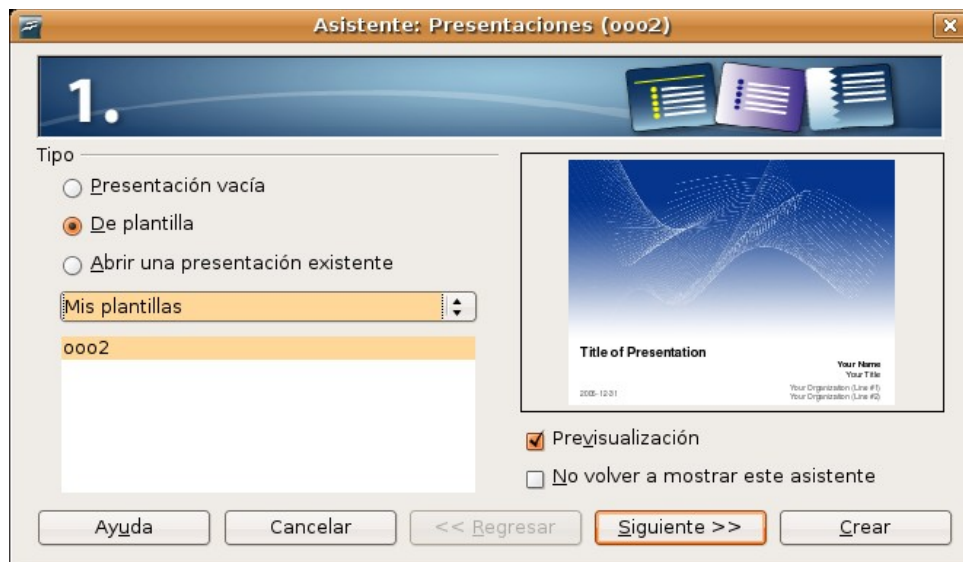 Asistente: Presentaciones (ooo2)
1.
Tipo
Presentación vacía
De plantilla
Abrir una presentación existente
Mis plantillas
ooo2
Title of Presentation
Your Name
Your Title
2005-12-31
Your Organization (Line #1)
Your Organization (Line #2)
Previsualización
No volver a mostrar este asistente
Ayuda
Cancelar
<< Regresar
Siguiente >>
Crear